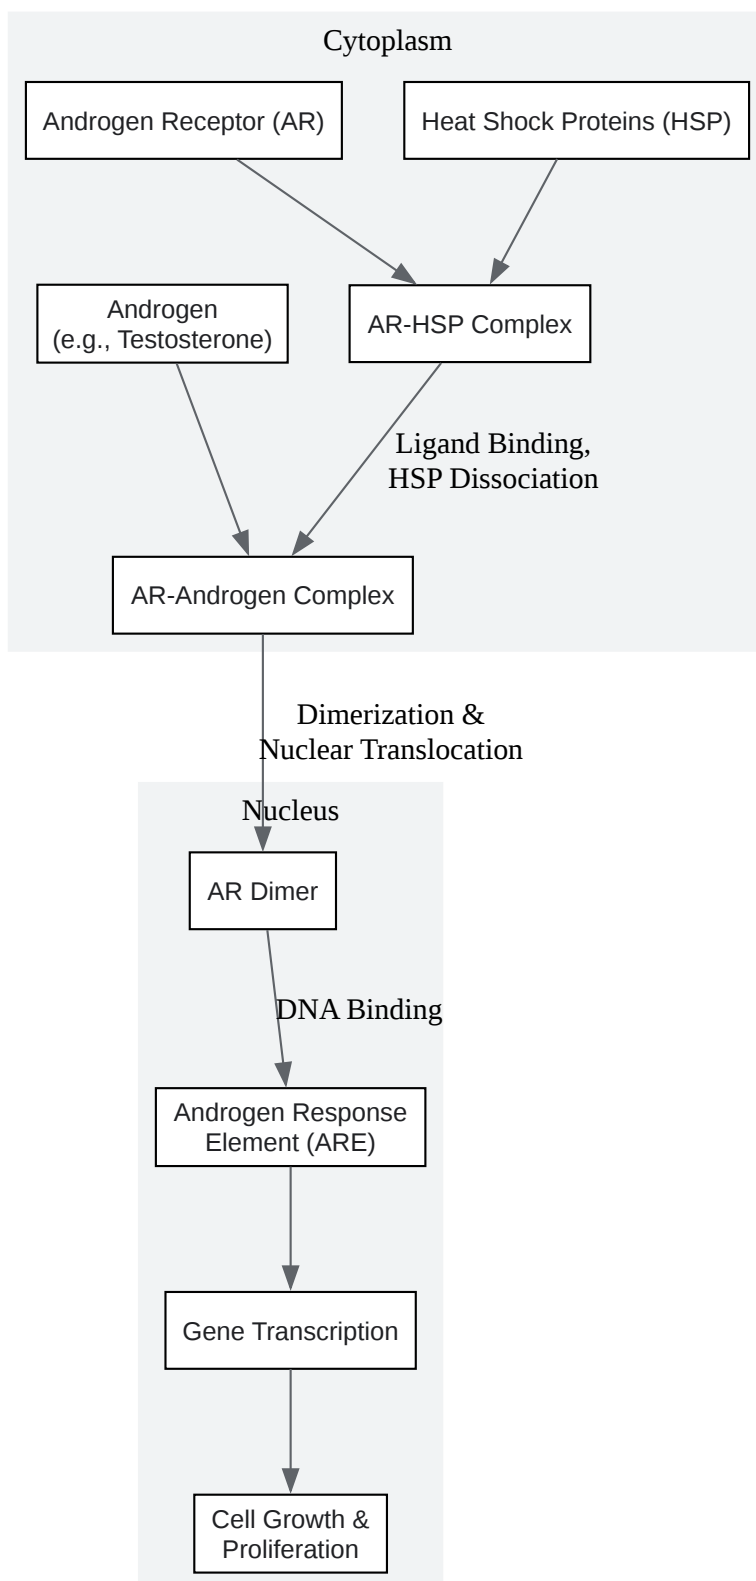 Cytoplasm
Androgen Receptor (AR)
Heat Shock Proteins (HSP)
Androgen
(e.g., Testosterone)
AR-HSP Complex
Ligand Binding,
HSP Dissociation
AR-Androgen Complex
Dimerization &
Nuclear Translocation
Nucleus
AR Dimer
DNA Binding
Androgen Response
Element (ARE)
Gene Transcription
Cell Growth &
Proliferation